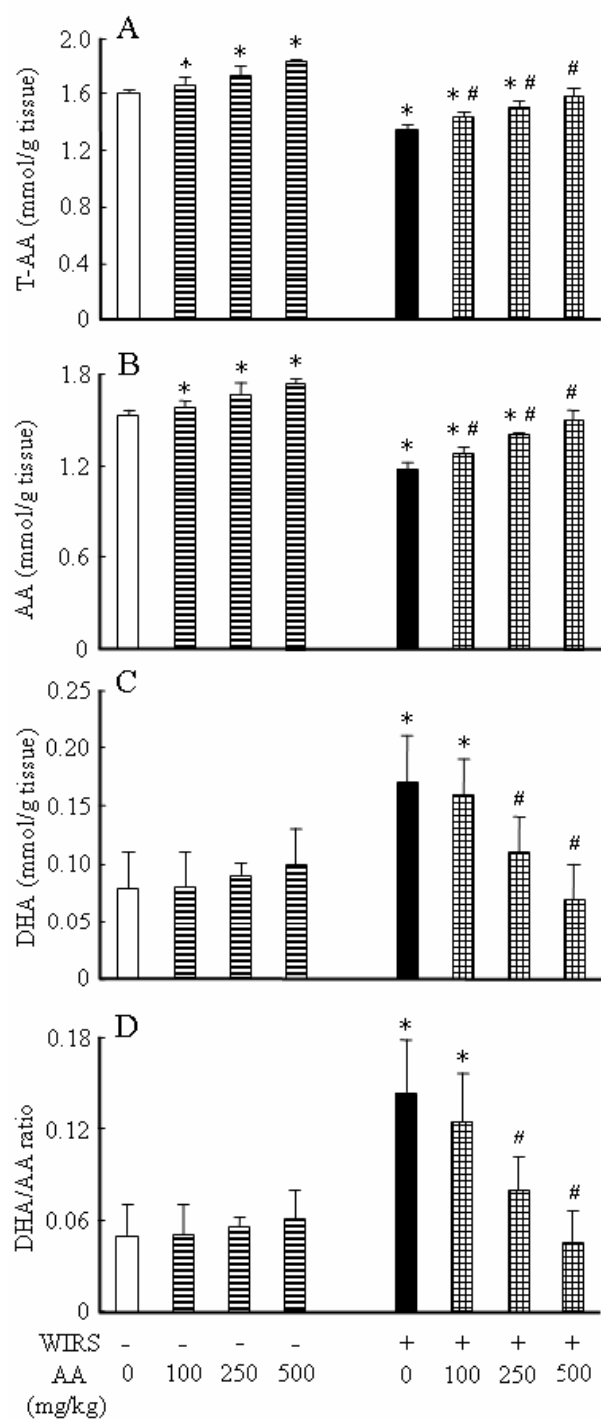 A
T-AA (mmol/g tissue)
2.0
1.6
1.2
0.8
0.4
0
* * *
* * # * # #
B
AA (mmol/g tissue)
1.8
1.2
0.6
0
* * *
* * # * # #
C
DHA (mmol/g tissue)
0.25
0.20
0.15
0.10
0.05
0
* * # #
D
DHA/AA ratio
0.18
0.12
0.06
0
* * # #
WIRS - - - - + + + +
AA 0 100 250 500 0 100 250 500
(mg/kg)